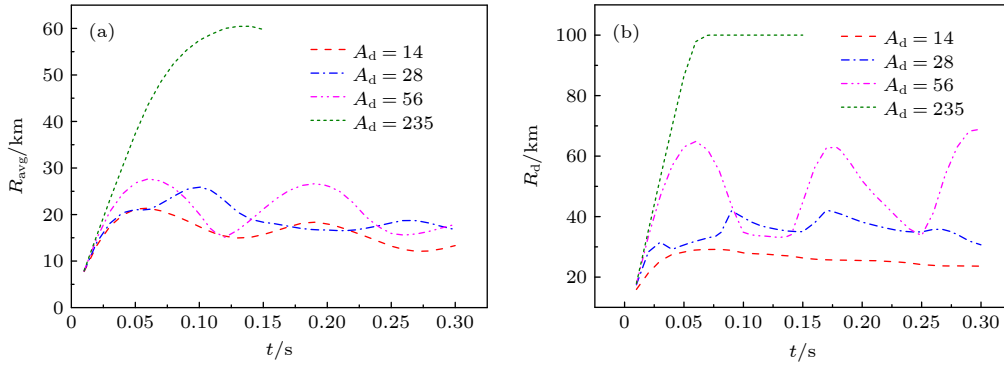 (a)
A_d = 14
A_d = 28
A_d = 56
A_d = 235
R_avg/km
60
50
40
30
20
10
0
0 0.05 0.10 0.15 0.20 0.25 0.30
t/s
(b)
A_d = 14
A_d = 28
A_d = 56
A_d = 235
R_d/km
100
80
60
40
20
0 0.05 0.10 0.15 0.20 0.25 0.30
t/s